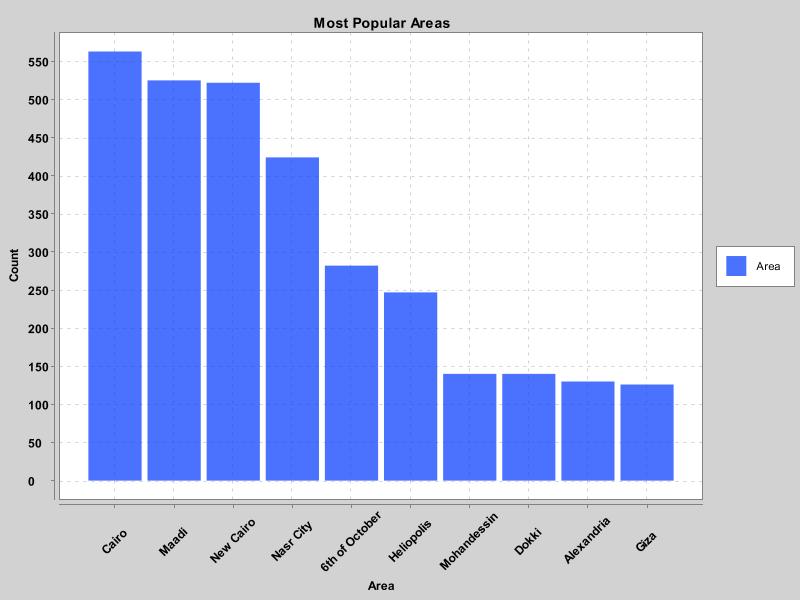 Most Popular Areas
Count
550
500
450
400
350
300
250
200
150
100
50
0
Cairo
Maadi
New Cairo
Nasr City
6th of October
Heliopolis
Mohandessin
Dokki
Alexandria
Giza
Area
Area